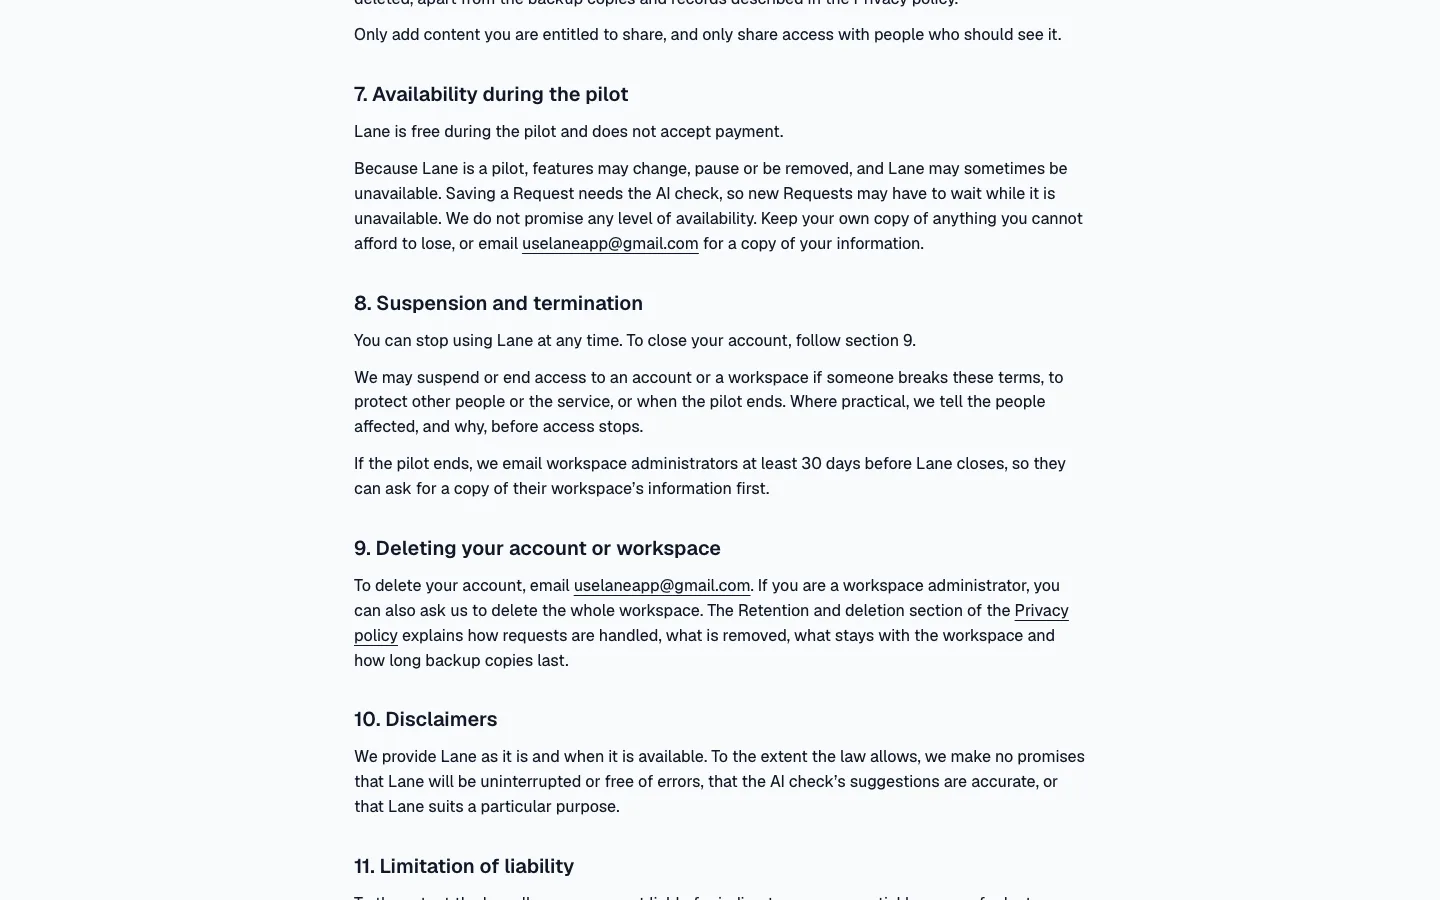 deleted, apart from the backup copies and records described in the Privacy policy.
Only add content you are entitled to share, and only share access with people who should see it.
7. Availability during the pilot
Lane is free during the pilot and does not accept payment.
Because Lane is a pilot, features may change, pause or be removed, and Lane may sometimes be
unavailable. Saving a Request needs the AI check, so new Requests may have to wait while it is
unavailable. We do not promise any level of availability. Keep your own copy of anything you cannot
afford to lose, or email uselaneapp@gmail.com for a copy of your information.
8. Suspension and termination
You can stop using Lane at any time. To close your account, follow section 9.
We may suspend or end access to an account or a workspace if someone breaks these terms, to
protect other people or the service, or when the pilot ends. Where practical, we tell the people
affected, and why, before access stops.
If the pilot ends, we email workspace administrators at least 30 days before Lane closes, so they
can ask for a copy of their workspace’s information first.
9. Deleting your account or workspace
To delete your account, email uselaneapp@gmail.com. If you are a workspace administrator, you
can also ask us to delete the whole workspace. The Retention and deletion section of the Privacy
policy explains how requests are handled, what is removed, what stays with the workspace and
how long backup copies last.
10. Disclaimers
We provide Lane as it is and when it is available. To the extent the law allows, we make no promises
that Lane will be uninterrupted or free of errors, that the AI check’s suggestions are accurate, or
that Lane suits a particular purpose.
11. Limitation of liability